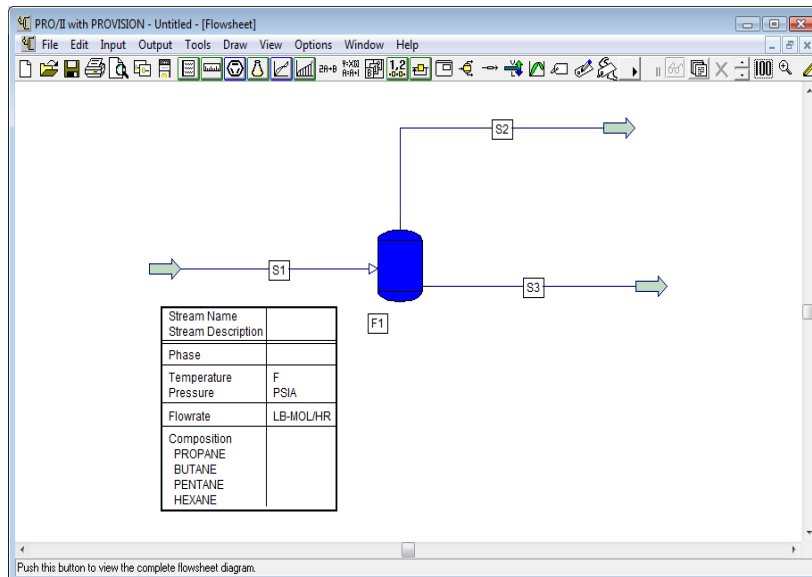 PRO/II with PROVISION - Untitled - [Flowsheet]
File Edit Input Output Tools Draw View Options Window Help
S2
S1
S3
F1
Stream Name
Stream Description
Phase
Temperature F
Pressure PSIA
Flowrate LB-MOL/HR
Composition
PROPANE
BUTANE
PENTANE
HEXANE
Push this button to view the complete flowsheet diagram.